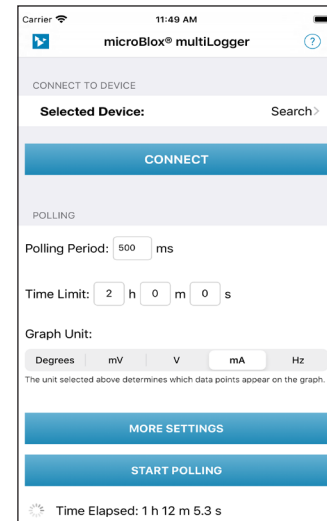 Carrier 11:49 AM
microBlox® multiLogger ?
CONNECT TO DEVICE
Selected Device: Search>
CONNECT
POLLING
Polling Period: 500 ms
Time Limit: 2 h 0 m 0 s
Graph Unit:
Degrees mV V mA Hz
The unit selected above determines which data points appear on the graph.
MORE SETTINGS
START POLLING
Time Elapsed: 1 h 12 m 5.3 s